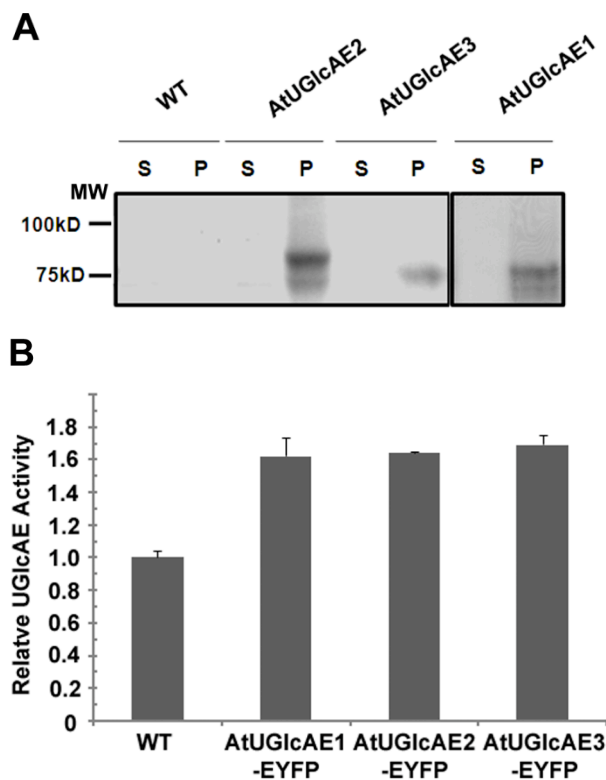 A
WT AtUGlcAE2 AtUGlcAE3 AtUGlcAE1
S P S P S P S P
MW
100kD
75kD
B
Relatve UGlcAE Activity
1.8
1.6
1.4
1.2
1.0
0.8
0.6
0.4
0.2
0
WT AtUGlcAE1 AtUGlcAE2 AtUGlcAE3
-EYFP -EYFP -EYFP